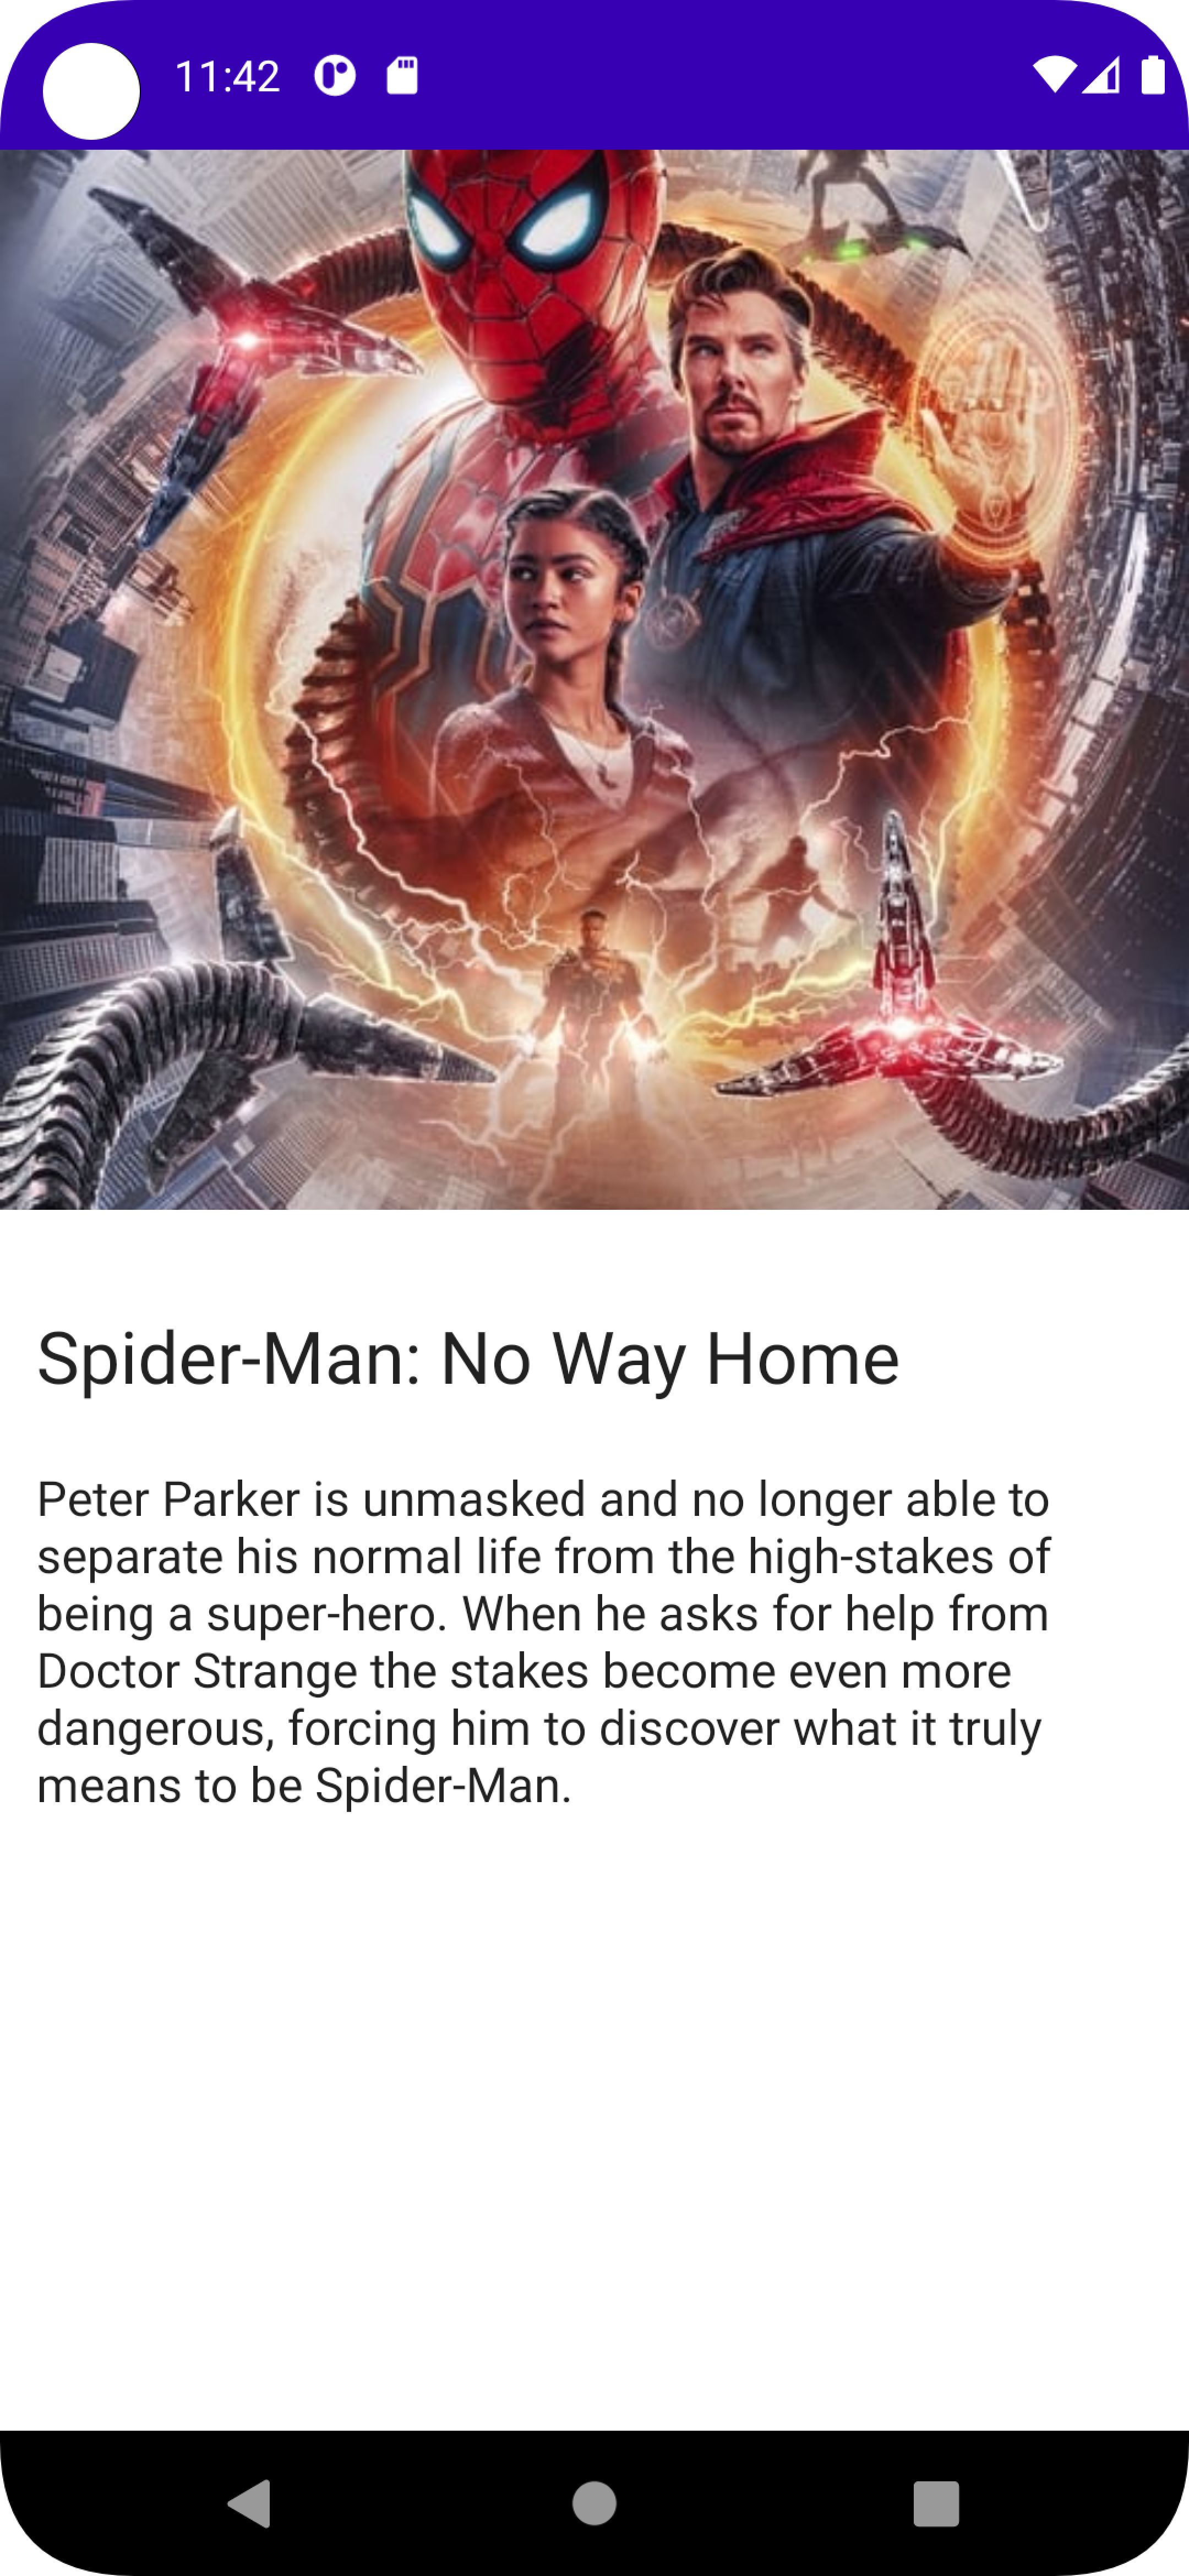 11:42
Spider-Man: No Way Home
Peter Parker is unmasked and no longer able to
separate his normal life from the high-stakes of
being a super-hero. When he asks for help from
Doctor Strange the stakes become even more
dangerous, forcing him to discover what it truly
means to be Spider-Man.